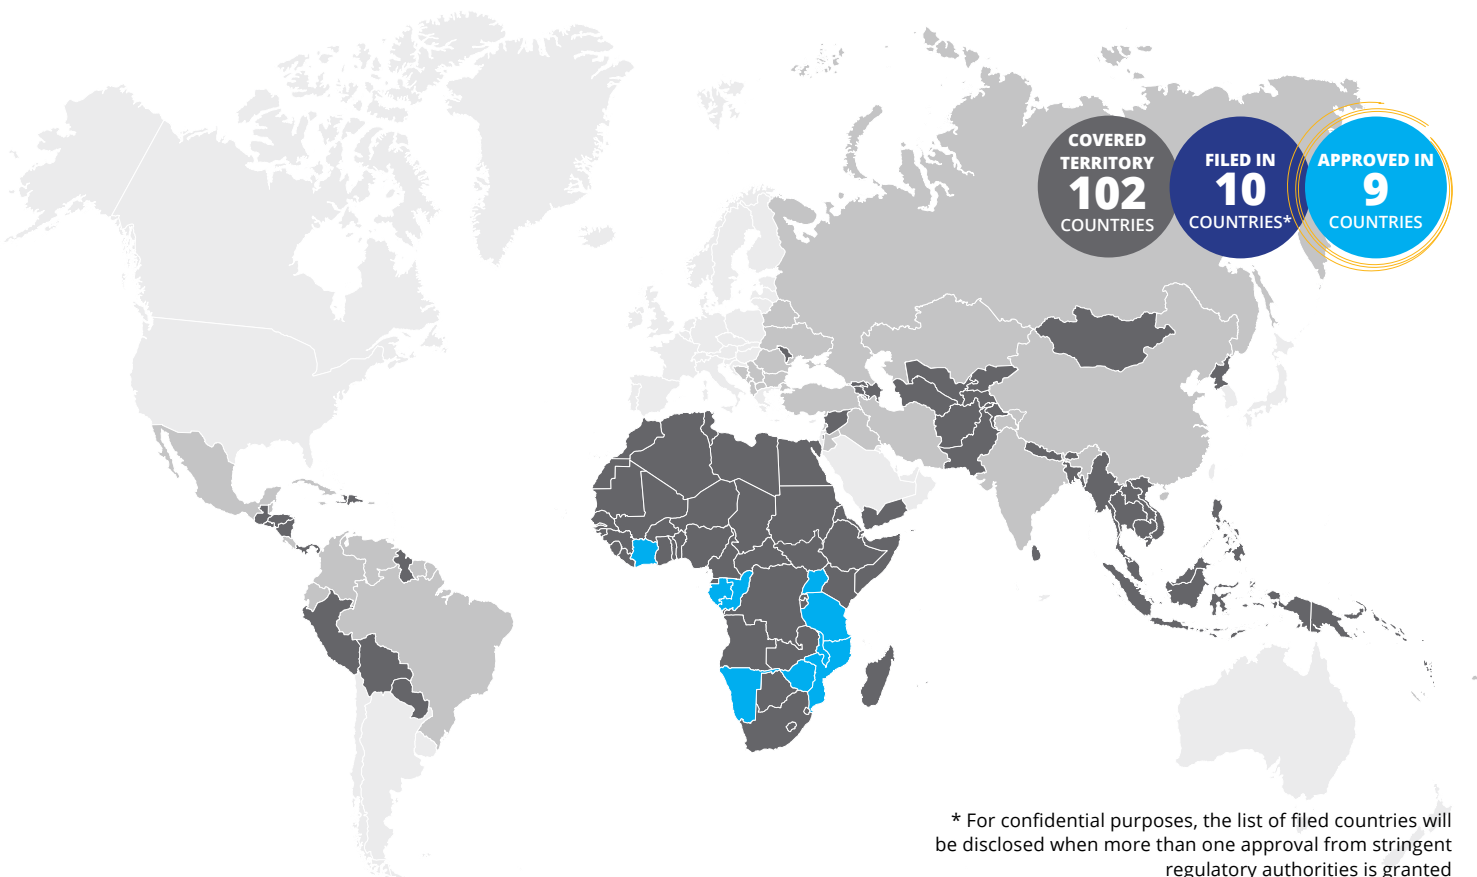 COVERED
TERRITORY
102
COUNTRIES
FILED IN
10
COUNTRIES*
APPROVED IN
9
COUNTRIES
* For confidential purposes, the list of filed countries will
be disclosed when more than one approval from stringent
regulatory authorities is granted